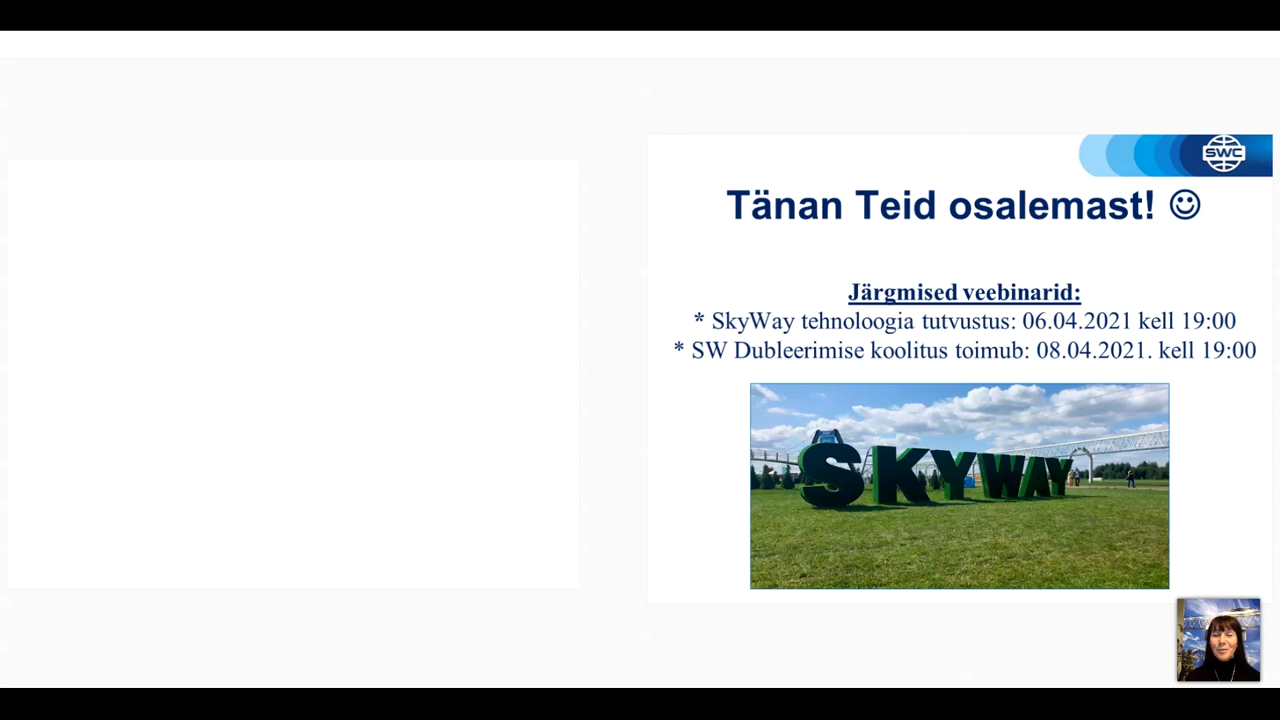 SWC
Tänan Teid osalemast! ☺
Järgmised veebinarid:
* SkyWay tehnoloogia tutvustus: 06.04.2021 kell 19:00
* SW Dubleerimise koolitus toimub: 08.04.2021. kell 19:00
SKYWAY